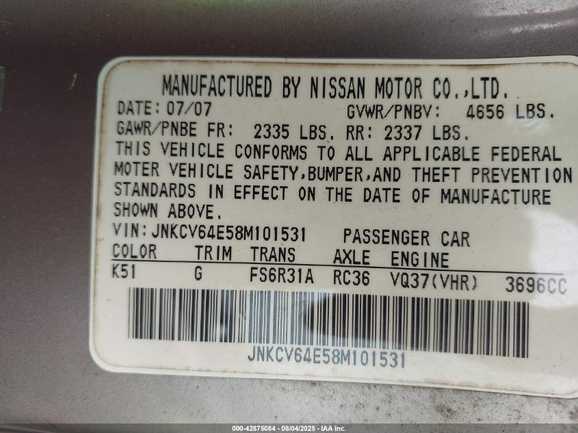 MANUFACTURED BY NISSAN MOTOR CO.,LTD.
DATE: 07/07 GVWR/PNBV: 4656 LBS.
GAWR/PNBE FR: 2335 LBS. RR: 2337 LBS.
THIS VEHICLE CONFORMS TO ALL APPLICABLE FEDERAL
MOTER VEHICLE SAFETY,BUMPER,AND THEFT PREVENTION
STANDARDS IN EFFECT ON THE DATE OF MANUFACTURE
SHOWN ABOVE.
VIN: JNKCV64E58M101531 PASSENGER CAR
COLOR TRIM TRANS AXLE ENGINE
K51 G FS6R31A RC36 VQ37(VHR) 3696CC
JNKCV64E58M101531
000-42875084 - 08/04/2025 - IAA Inc.